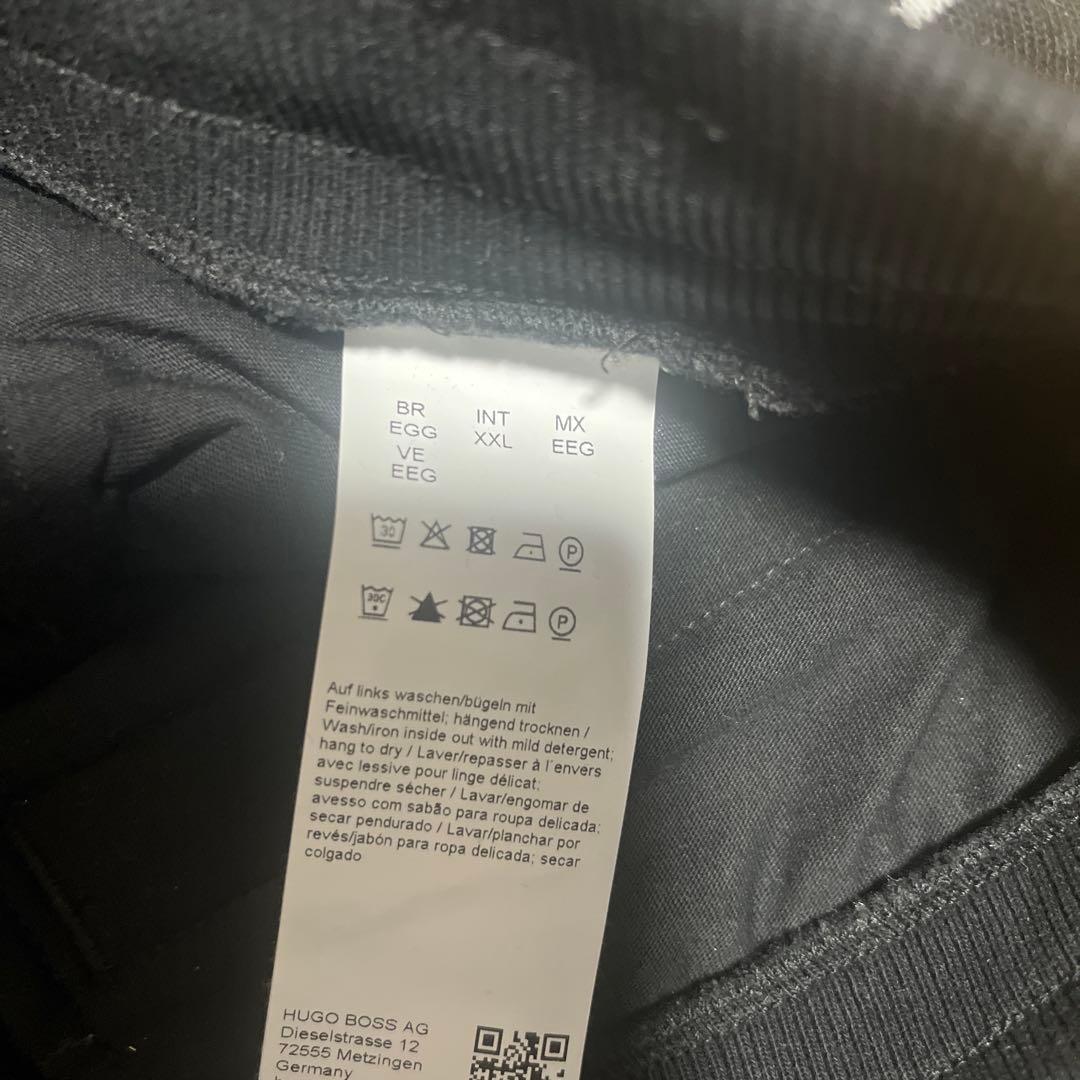 BR INT MX
EGG XXL EEG
VE
EEG
30 P
30C P
Auf links waschen/bügeln mit
Feinwaschmittel; hängend trocknen /
Wash/iron inside out with mild detergent;
hang to dry / Laver/repasser à l´envers
avec lessive pour linge délicat;
suspendre sécher / Lavar/engomar de
avesso com sabão para roupa delicada;
secar pendurado / Lavar/planchar por
revés/jabón para ropa delicada; secar
colgado
HUGO BOSS AG
Dieselstrasse 12
72555 Metzingen
Germany